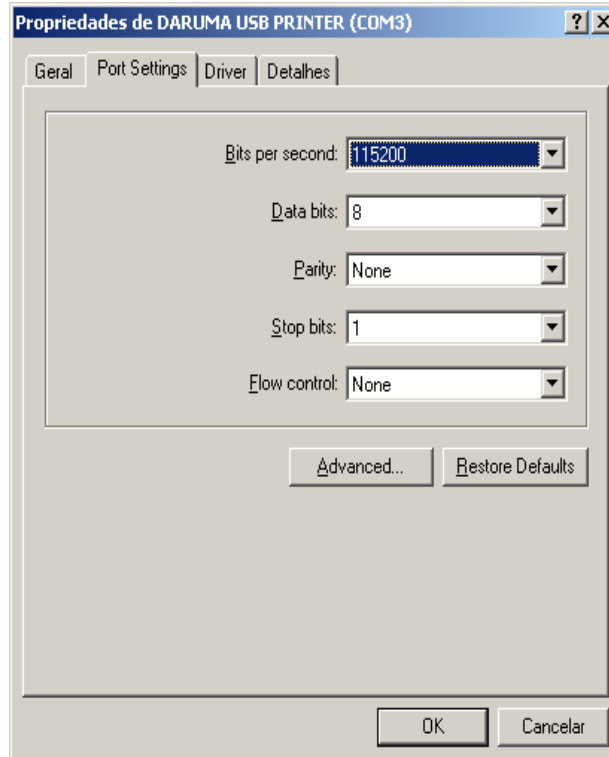 Propriedades de DARUMA USB PRINTER (COM3)
Geral Port Settings Driver Detalhes
Bits per second: 115200
Data bits: 8
Parity: None
Stop bits: 1
Flow control: None
Advanced... Restore Defaults
OK Cancelar